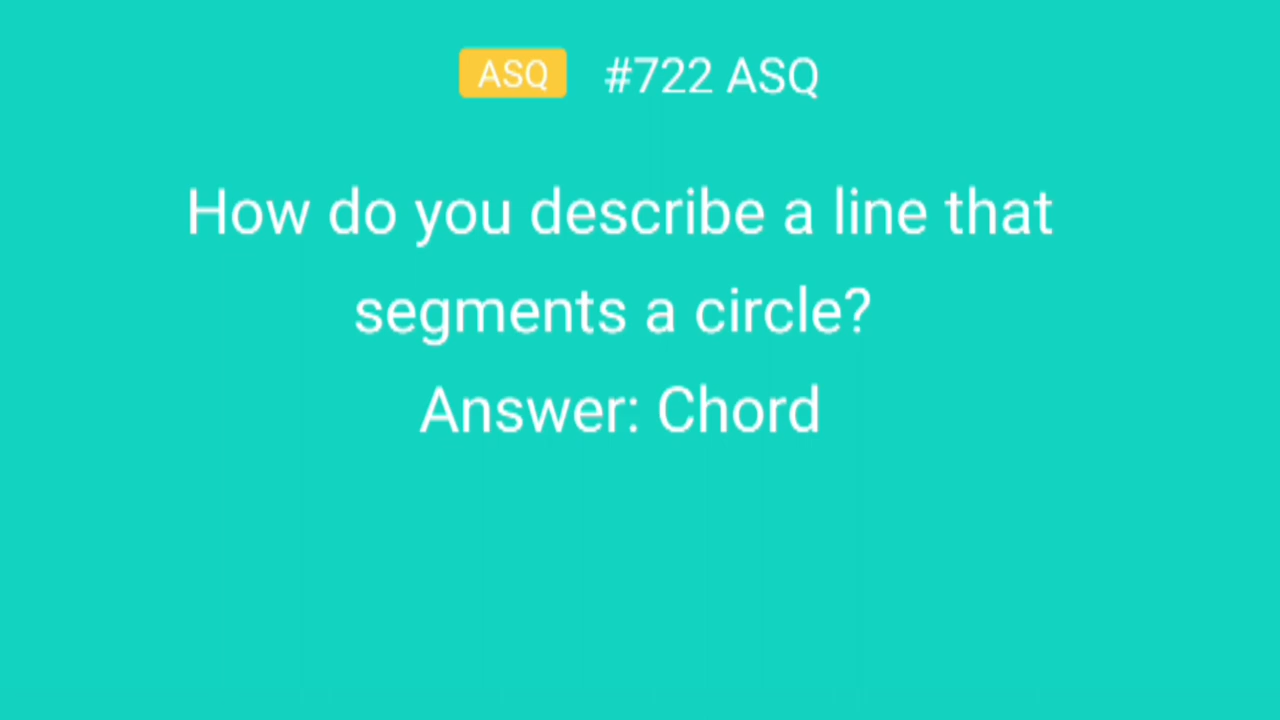 ASQ #722 ASQ
How do you describe a line that
segments a circle?
Answer: Chord